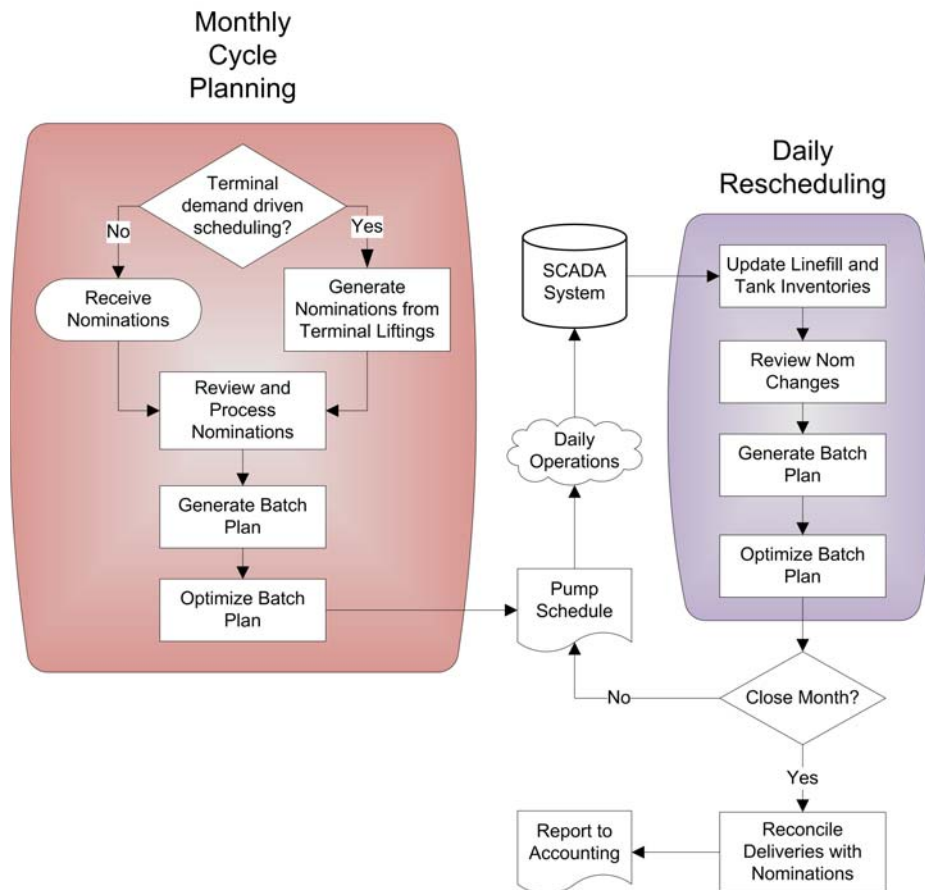 Monthly
Cycle
Planning
Terminal
demand driven
scheduling?
No
Yes
Receive
Nominations
Generate
Nominations from
Terminal Liftings
Review and
Process
Nominations
Generate Batch
Plan
Optimize Batch
Plan
SCADA
System
Daily
Operations
Pump
Schedule
Daily
Rescheduling
Update Linefill and
Tank Inventories
Review Nom
Changes
Generate Batch
Plan
Optimize Batch
Plan
Close Month?
No
Yes
Reconcile
Deliveries with
Nominations
Report to
Accounting